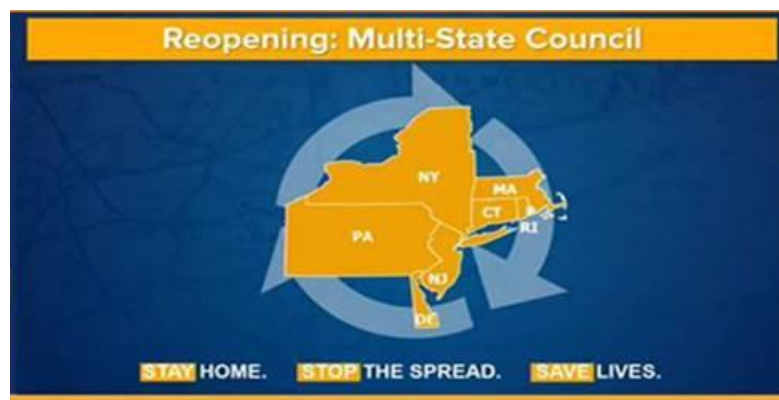 Reopening: Multi-State Council
NY
MA
CT
RI
PA
NJ
DE
STAY HOME. STOP THE SPREAD. SAVE LIVES.